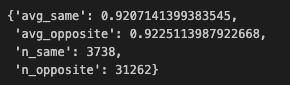 {'avg_same': 0.9207141399383545,
 'avg_opposite': 0.9225113987922668,
 'n_same': 3738,
 'n_opposite': 31262}